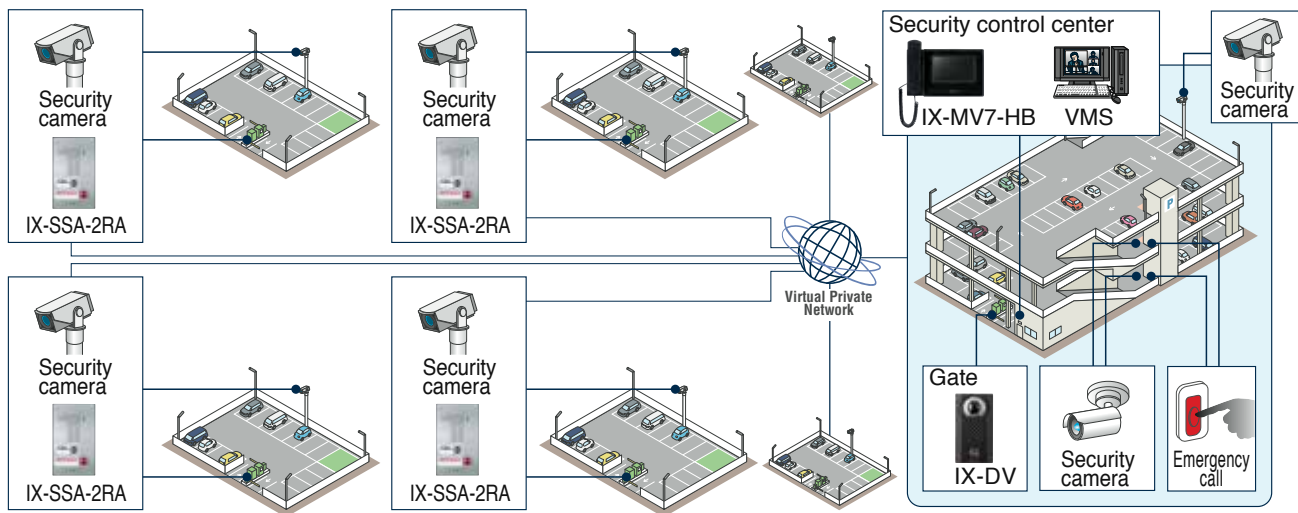 Security
camera
IX-SSA-2RA
Security
camera
IX-SSA-2RA
Security control center
IX-MV7-HB
VMS
Security
camera
P
Virtual Private
Network
Security
camera
IX-SSA-2RA
Security
camera
IX-SSA-2RA
Gate
IX-DV
Security
camera
Emergency
call